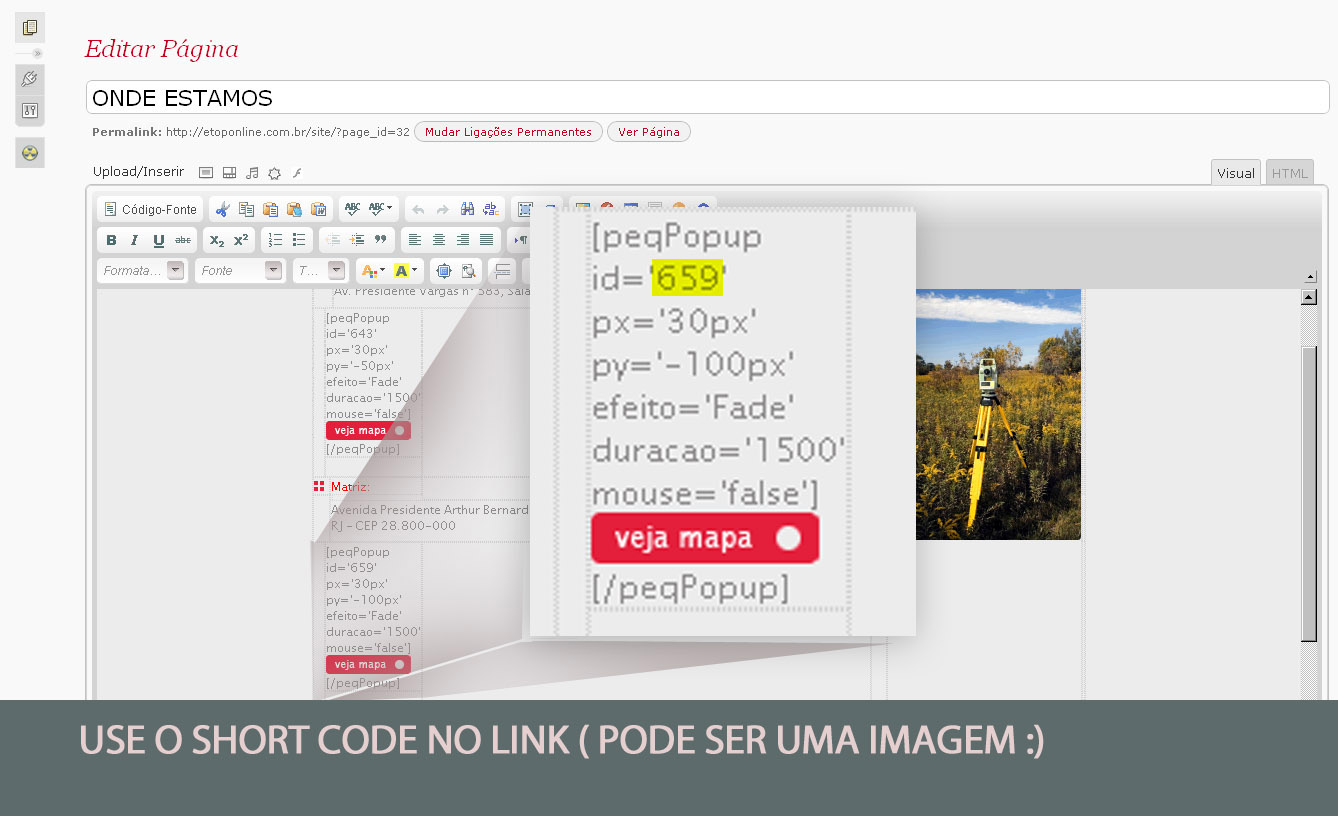 Editar Página
ONDE ESTAMOS
Permalink: http://etoponline.com.br/site/?page_id=32 Mudar Ligações Permanentes Ver Página
Upload/Inserir
Visual HTML
Código-Fonte
Formata... Fonte T...
Av. Presidente Vargas n° 583, Sala
[peqPopup
id='643'
px='30px'
py='-50px'
efeito='Fade'
duracao='1500'
mouse='false']
veja mapa
[/peqPopup]
Matriz:
Avenida Presidente Arthur Bernard
RJ - CEP 28.800-000
[peqPopup
id='659'
px='30px'
py='-100px'
efeito='Fade'
duracao='1500'
mouse='false']
veja mapa
[/peqPopup]
[peqPopup
id='659'
px='30px'
py='-100px'
efeito='Fade'
duracao='1500'
mouse='false']
veja mapa
[/peqPopup]
USE O SHORT CODE NO LINK ( PODE SER UMA IMAGEM :)